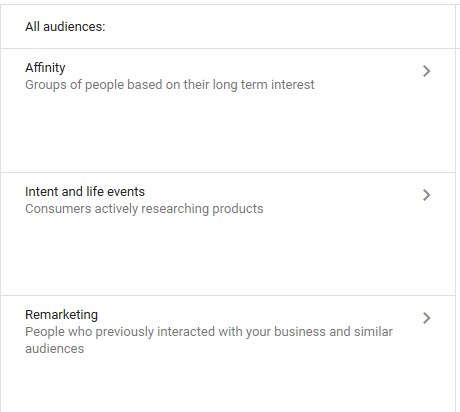 All audiences:
Affinity
Groups of people based on their long term interest
Intent and life events
Consumers actively researching products
Remarketing
People who previously interacted with your business and similar
audiences